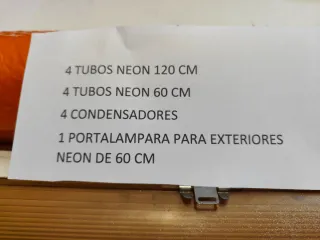 4 TUBOS NEON 120 CM
4 TUBOS NEON 60 CM
4 CONDENSADORES
1 PORTALAMPARA PARA EXTERIORES
NEON DE 60 CM